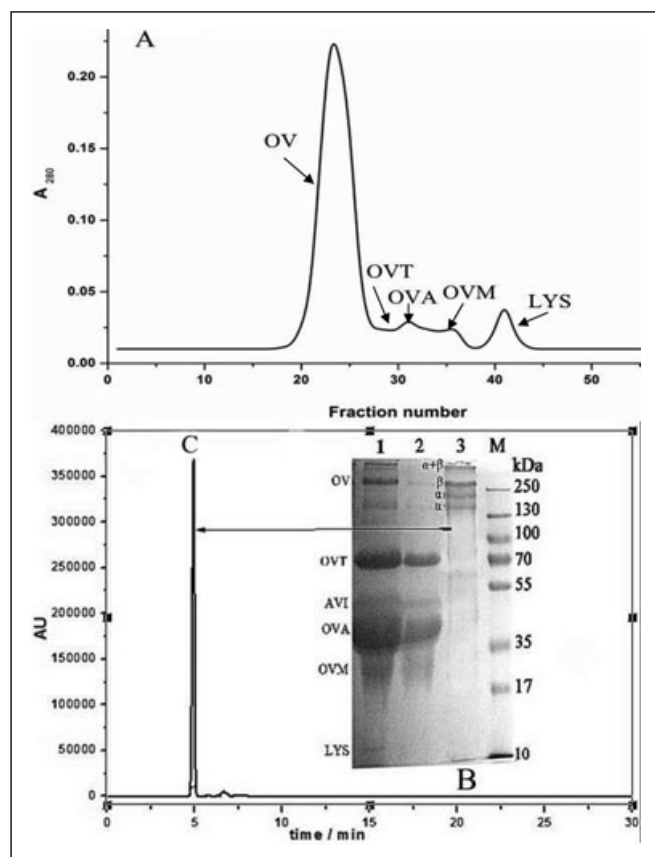 A
0.20
0.15
0.10
0.05
0.00
A 280
OV
OVT
OVA
OVM
LYS
0 10 20 30 40 50
Fraction number
400000
350000
300000
250000
200000
150000
100000
50000
0
AU
C
1 2 3 M
kDa
α+β
β
α
α
OV
OVT
AVI
OVA
OVM
LYS
250
130
100
70
55
35
17
10
B
0 5 10 15 20 25 30
time / min